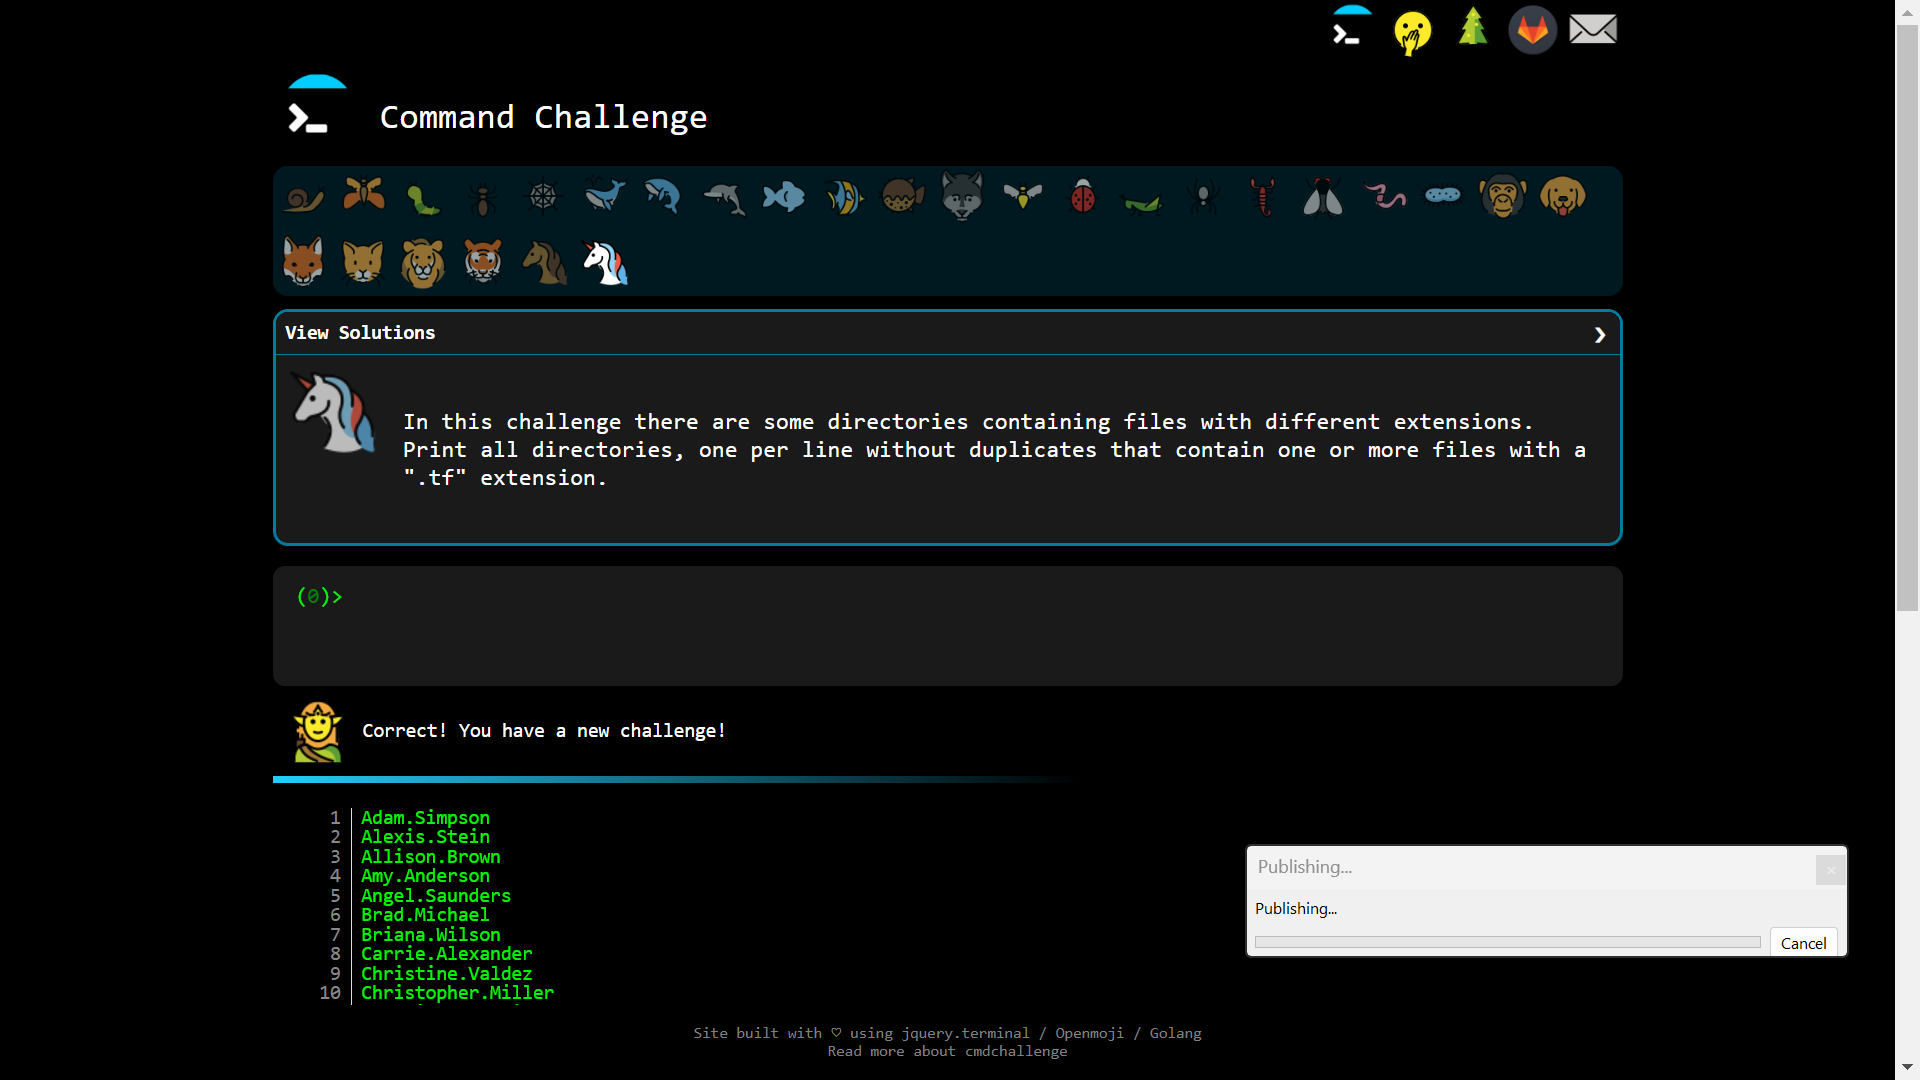 Command Challenge
View Solutions
In this challenge there are some directories containing files with different extensions.
Print all directories, one per line without duplicates that contain one or more files with a
".tf" extension.
(0)>
Correct! You have a new challenge!
1 Adam.Simpson
2 Alexis.Stein
3 Allison.Brown
4 Amy.Anderson
5 Angel.Saunders
6 Brad.Michael
7 Briana.Wilson
8 Carrie.Alexander
9 Christine.Valdez
10 Christopher.Miller
Publishing...
Publishing...
Cancel
Site built with ♡ using jquery.terminal / Openmoji / Golang
Read more about cmdchallenge